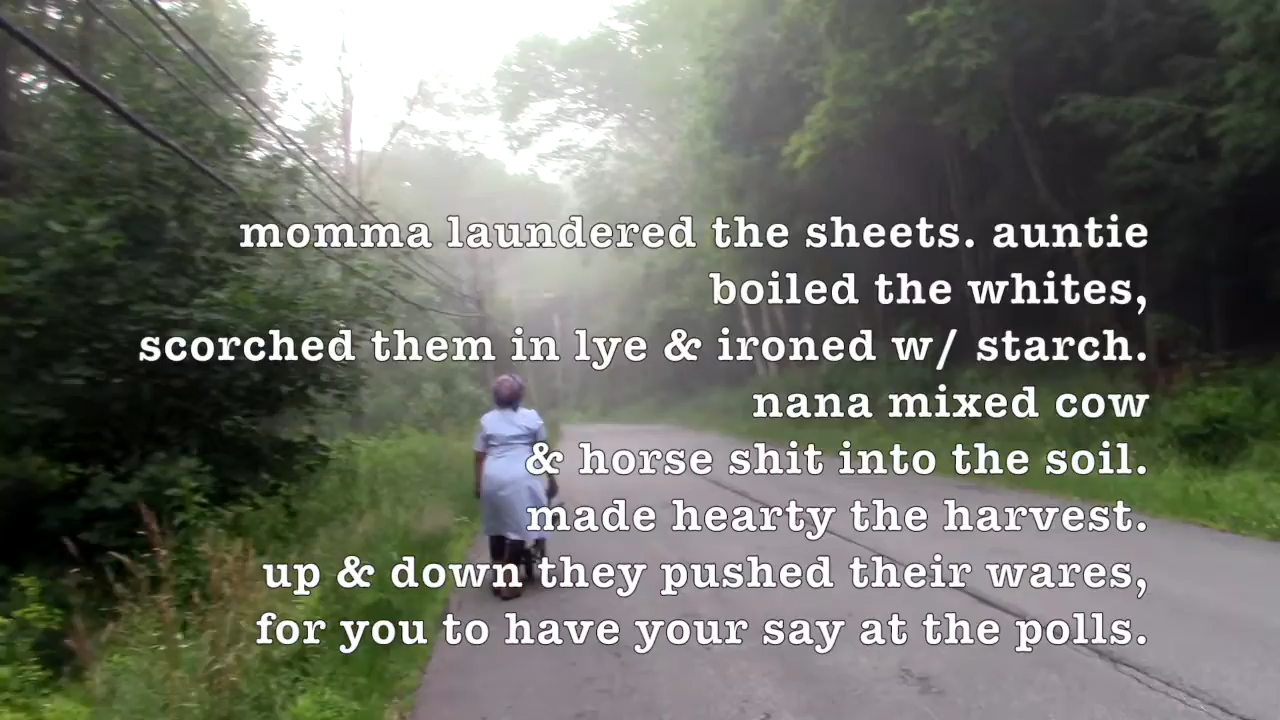 momma laundered the sheets. auntie
boiled the whites,
scorched them in lye & ironed w/ starch.
nana mixed cow
& horse shit into the soil.
made hearty the harvest.
up & down they pushed their wares,
for you to have your say at the polls.